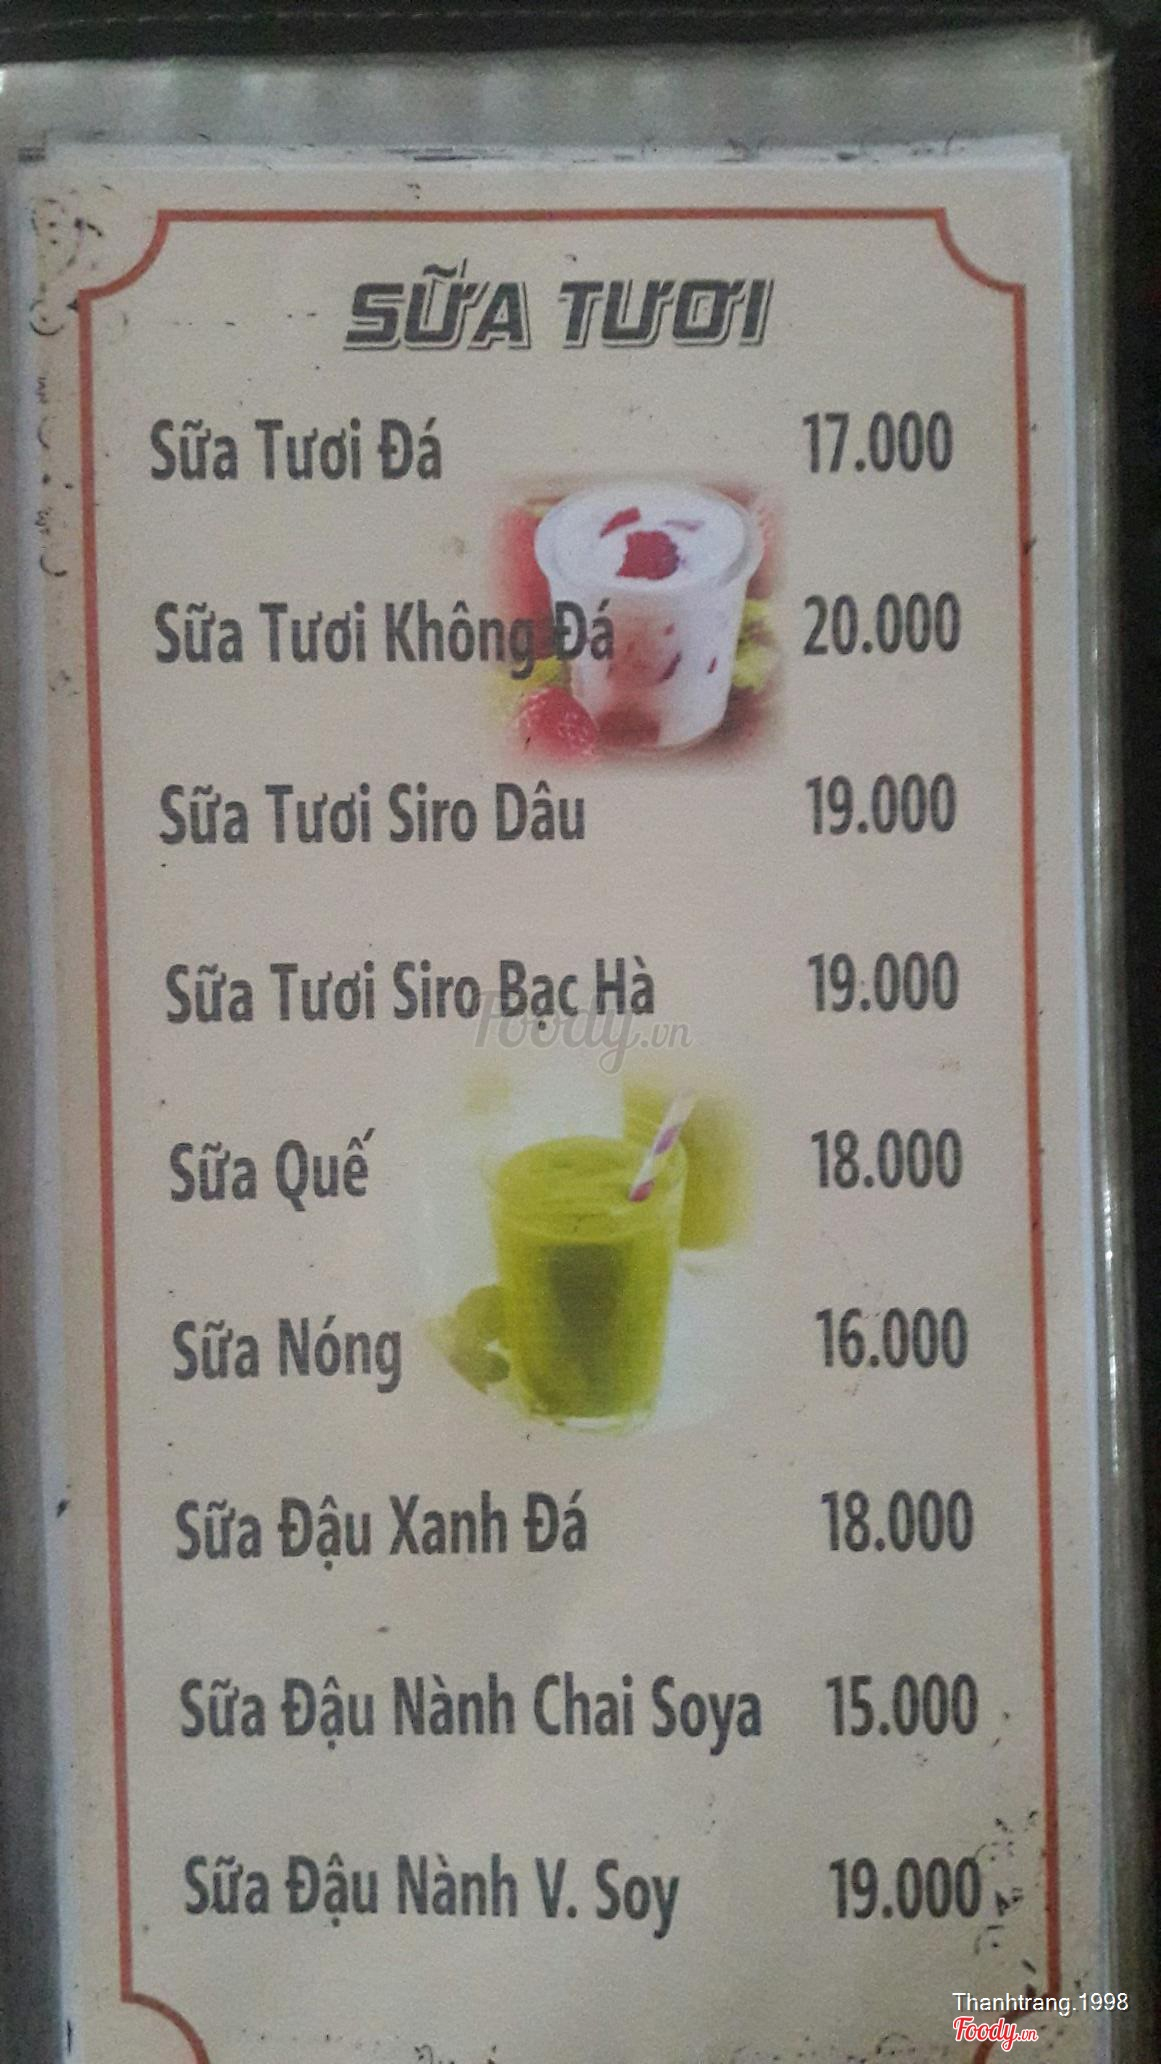 SỮA TƯƠI
Sữa Tươi Đá 17.000
Sữa Tươi Không Đá 20.000
Sữa Tươi Siro Dâu 19.000
Sữa Tươi Siro Bạc Hà 19.000
Foody.vn
Sữa Quế 18.000
Sữa Nóng 16.000
Sữa Đậu Xanh Đá 18.000
Sữa Đậu Nành Chai Soya 15.000
Sữa Đậu Nành V. Soy 19.000
Thanhtrang.1998
Foody.vn